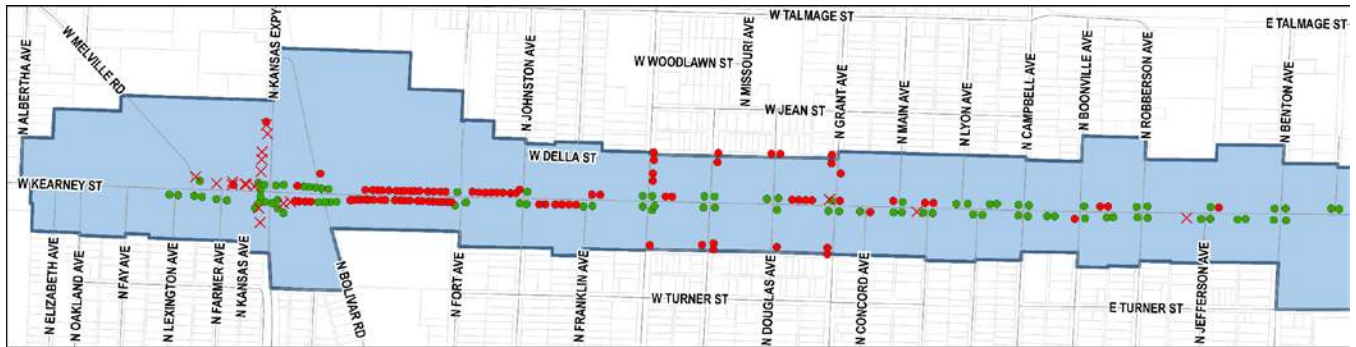 W TALMAGE ST
E TALMAGE ST
W MELVILLE RD
N KANSAS EXPY
N ALBERTA AVE
N JOHNSTON AVE
W WOODLAWN ST
N MISSOURI AVE
W JEAN ST
N GRANT AVE
N MAIN AVE
N LYON AVE
N CAMPBELL AVE
N BOONVILLE AVE
N ROBBERSON AVE
N BENTON AVE
W DELLA ST
W KEARNEY ST
N ELIZABETH AVE
N OAKLAND AVE
N FAY AVE
N LEXINGTON AVE
N FARMER AVE
N KANSAS AVE
N BOLIVAR RD
N FORT AVE
N FRANKLIN AVE
W TURNER ST
N DOUGLAS AVE
N CONCORD AVE
E TURNER ST
N JEFFERSON AVE